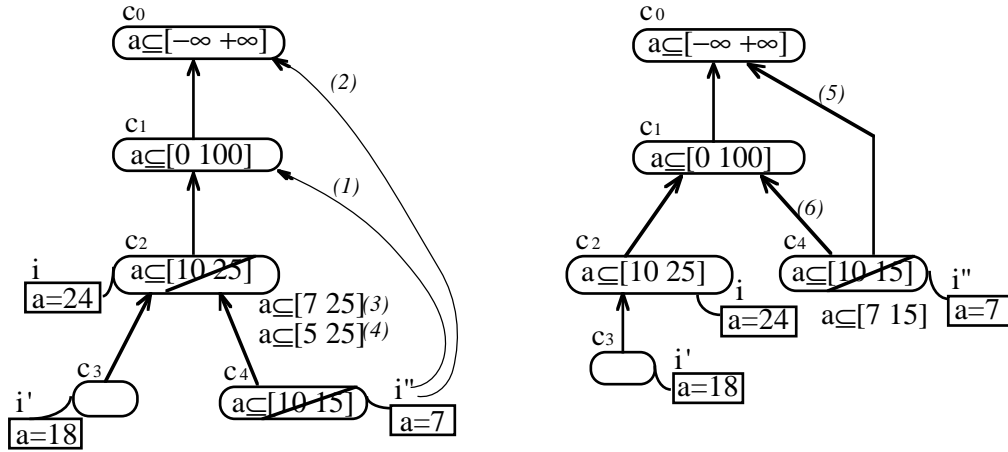 c0
a⊆[−∞ +∞]
(2)
c1
a⊆[0 100]
(1)
c2
i
a⊆[10 25]
a=24
a⊆[7 25](3)
a⊆[5 25](4)
c3
c4
i'
i''
a⊆[10 15]
a=18
a=7
c0
a⊆[−∞ +∞]
(5)
c1
a⊆[0 100]
(6)
c2
c4
a⊆[10 25]
a⊆[10 15]
i
i''
a=24
a⊆[7 15]
a=7
c3
i'
a=18